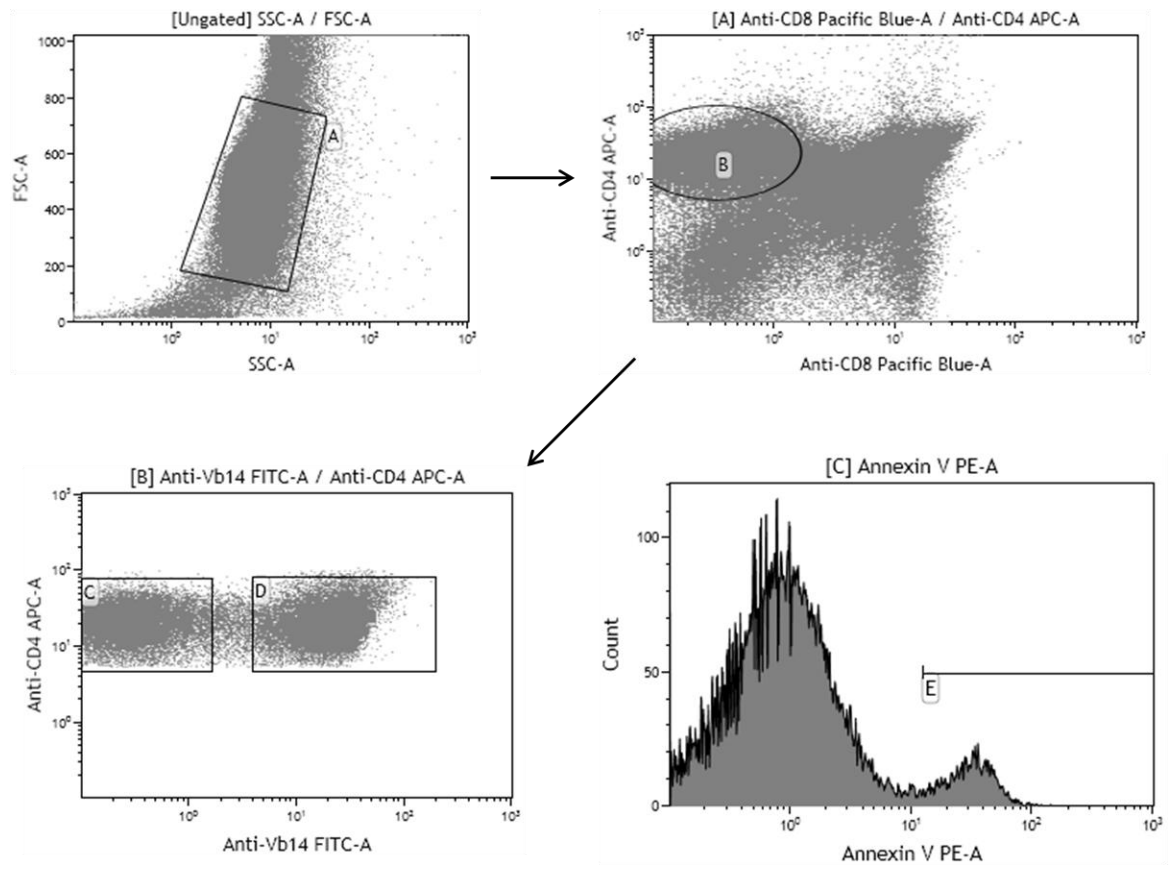 [Ungated] SSC-A / FSC-A
1000
800
600
400
200
0
FSC-A
A
10⁰
10¹
10²
10³
SSC-A
[A] Anti-CD8 Pacific Blue-A / Anti-CD4 APC-A
10³
10²
10¹
10⁰
Anti-CD4 APC-A
B
10⁰
10¹
10²
10³
Anti-CD8 Pacific Blue-A
[B] Anti-Vb14 FITC-A / Anti-CD4 APC-A
10³
10²
10¹
10⁰
Anti-CD4 APC-A
C
D
10⁰
10¹
10²
10³
Anti-Vb14 FITC-A
[C] Annexin V PE-A
100
50
0
Count
E
10⁰
10¹
10²
10³
Annexin V PE-A